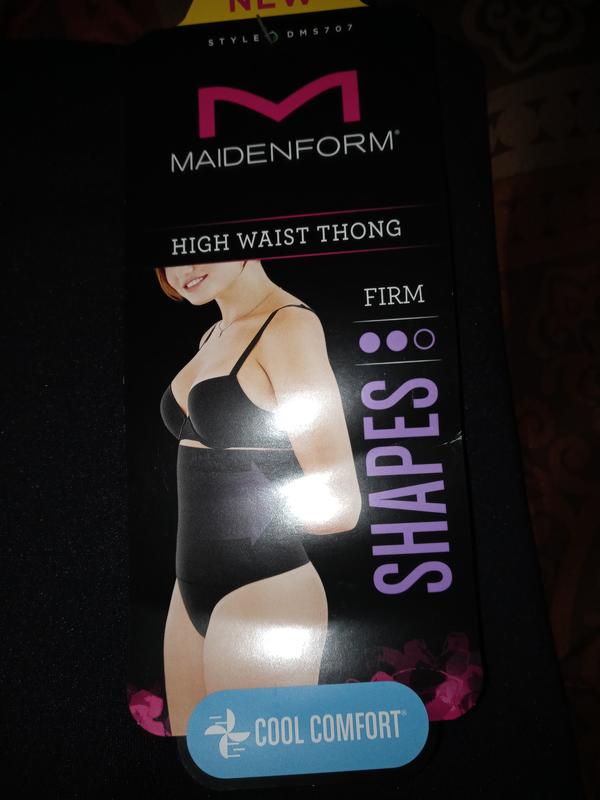 NEW
STYLE DMS707
MAIDENFORM®
HIGH WAIST THONG
FIRM
SHAPES
COOL COMFORT®